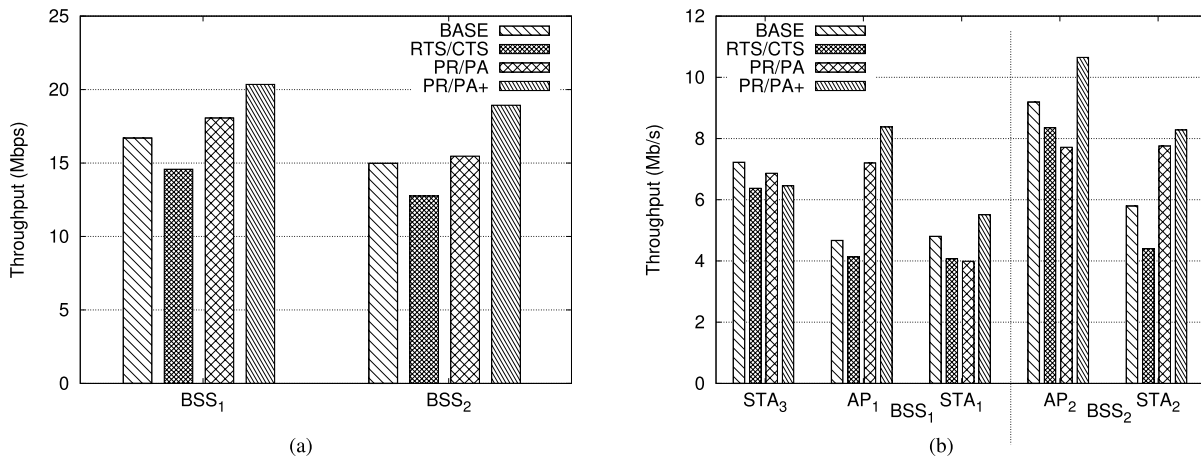 25
20
15
10
5
0
Throughput (Mbps)
BASE
RTS/CTS
PR/PA
PR/PA+
BSS₁
BSS₂
(a)
12
10
8
6
4
2
0
Throughput (Mb/s)
BASE
RTS/CTS
PR/PA
PR/PA+
STA₃
AP₁
BSS₁
STA₁
AP₂
BSS₂
STA₂
(b)